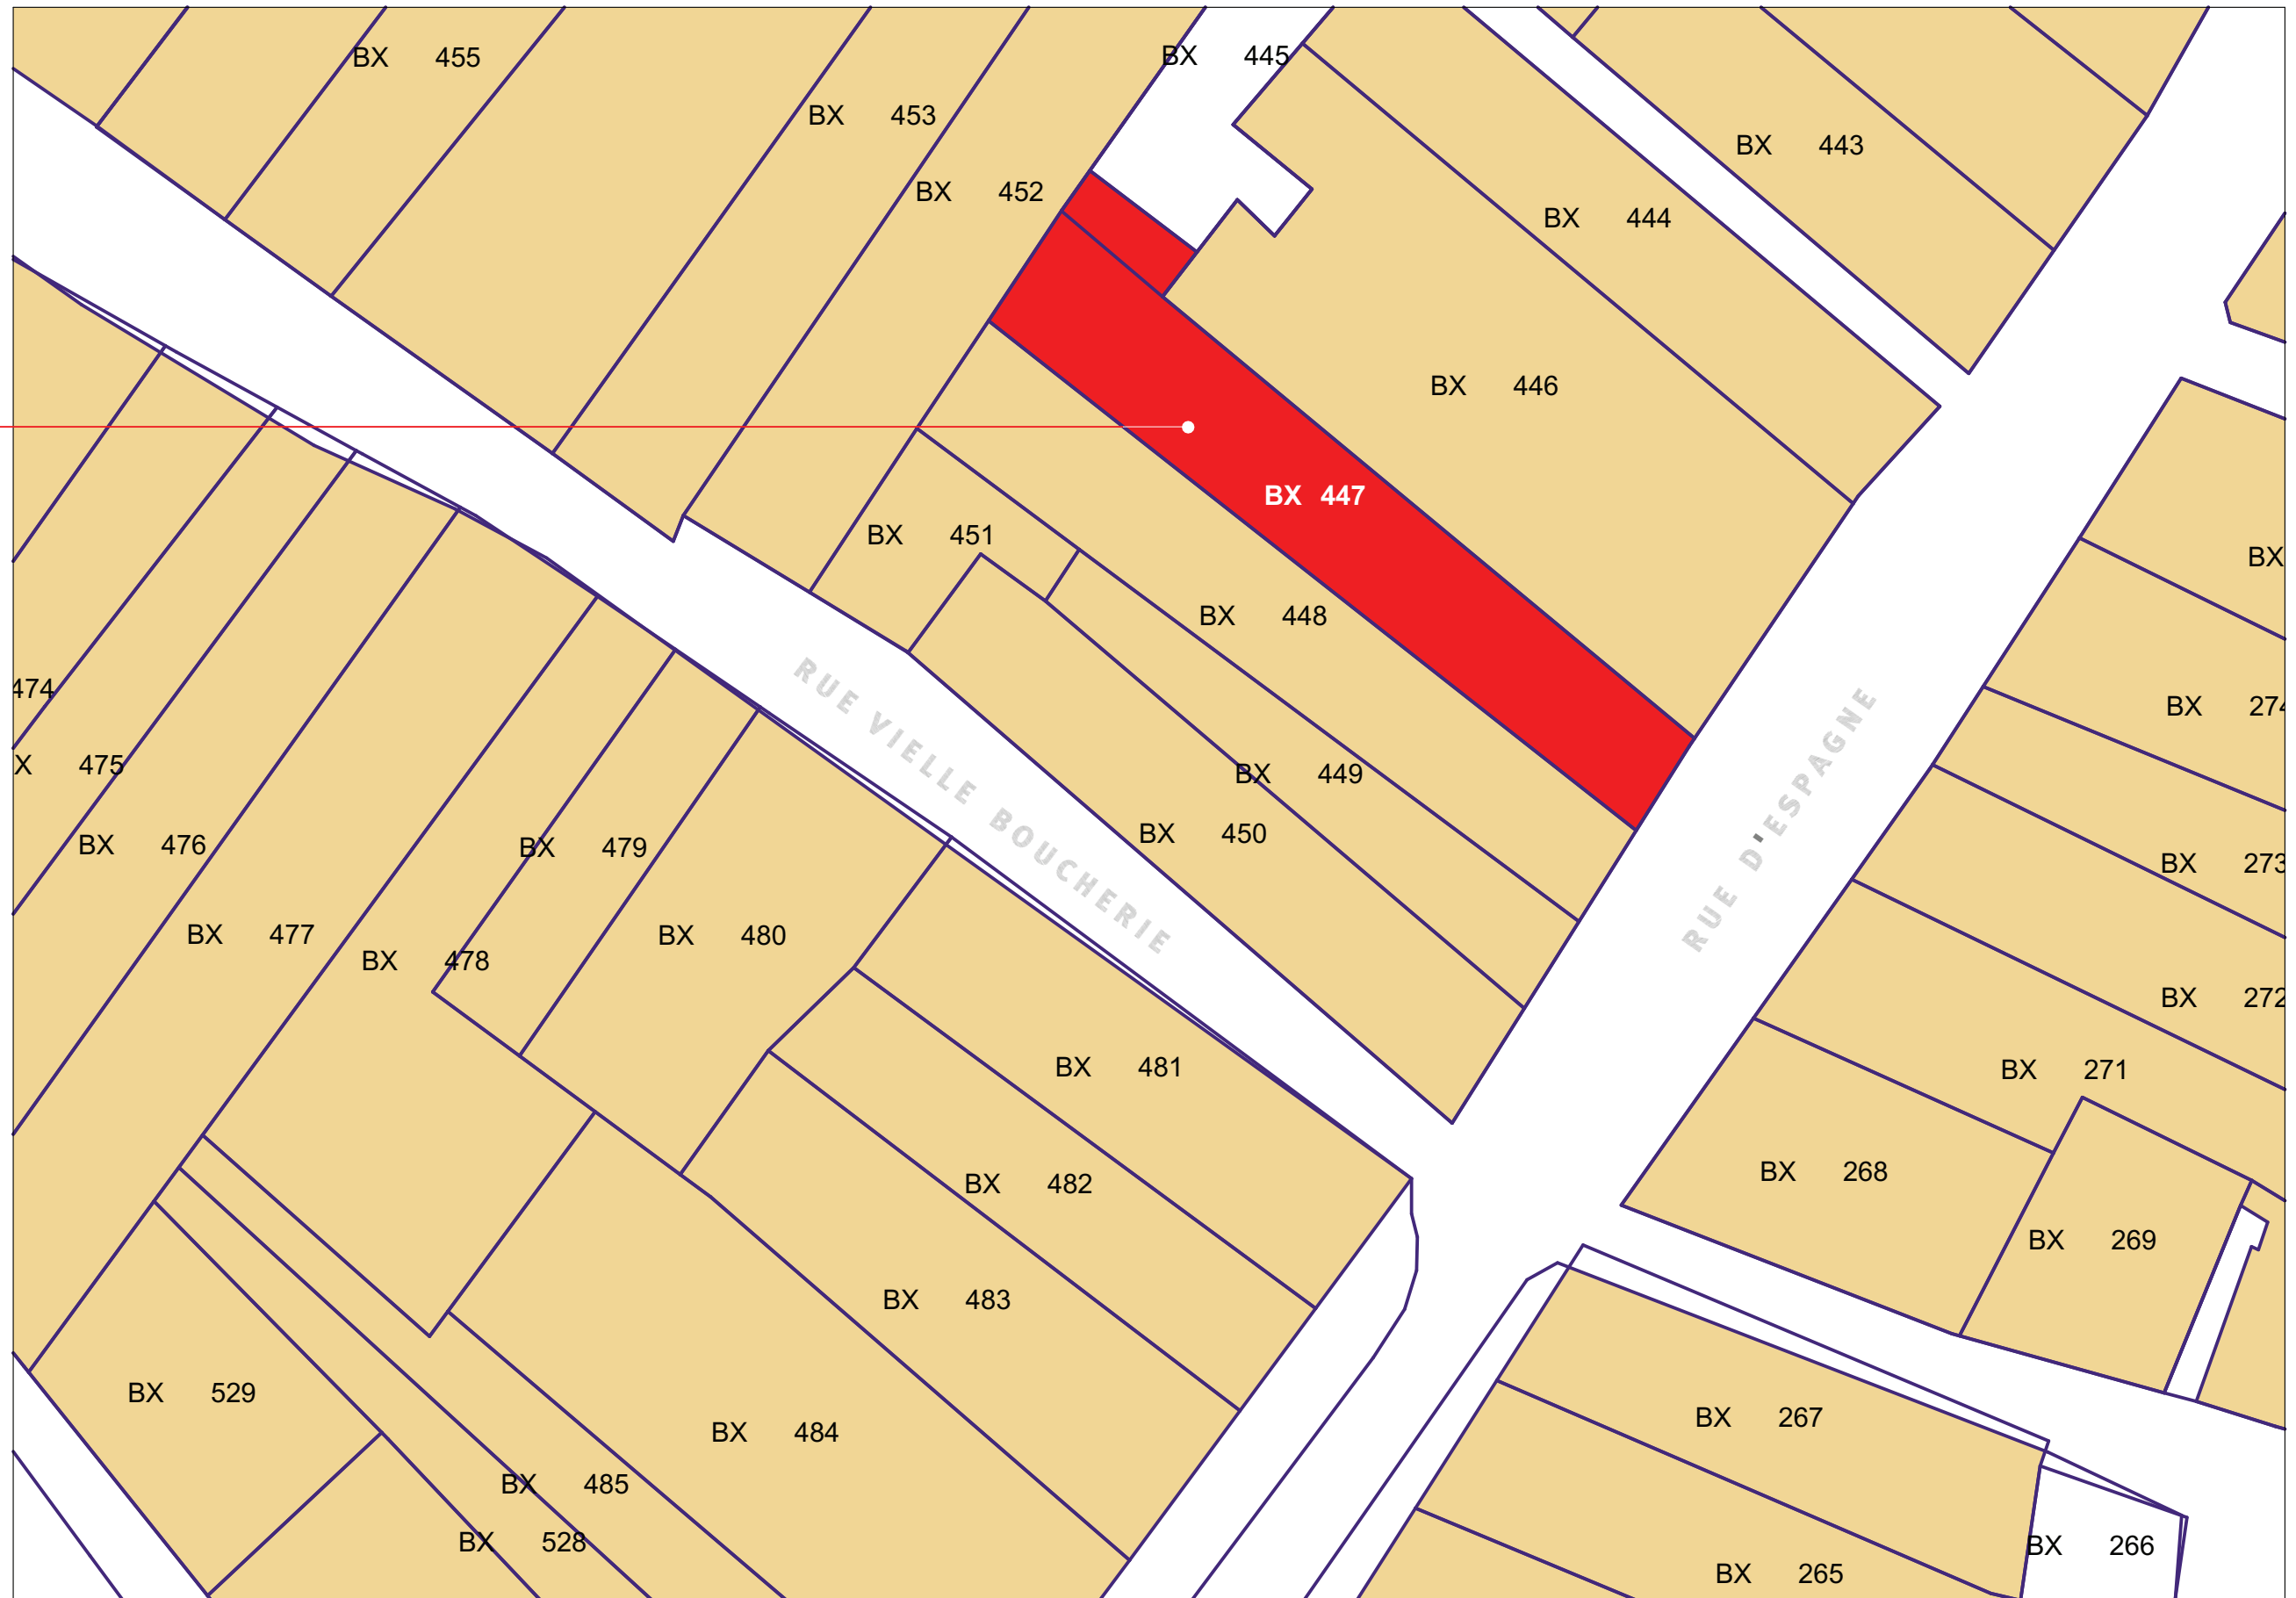 BX 455
BX 445
BX 453
BX 443
BX 452
BX 444
BX 446
BX 447
BX 451
BX
BX 448
RUE VIELLE BOUCHERIE
RUE D'ESPAGNE
474
BX 274
X 475
BX 449
BX 450
BX 476
BX 479
BX 273
BX 477
BX 480
BX 478
BX 272
BX 481
BX 271
BX 268
BX 482
BX 269
BX 483
BX 529
BX 267
BX 484
BX 485
BX 528
BX 266
BX 265